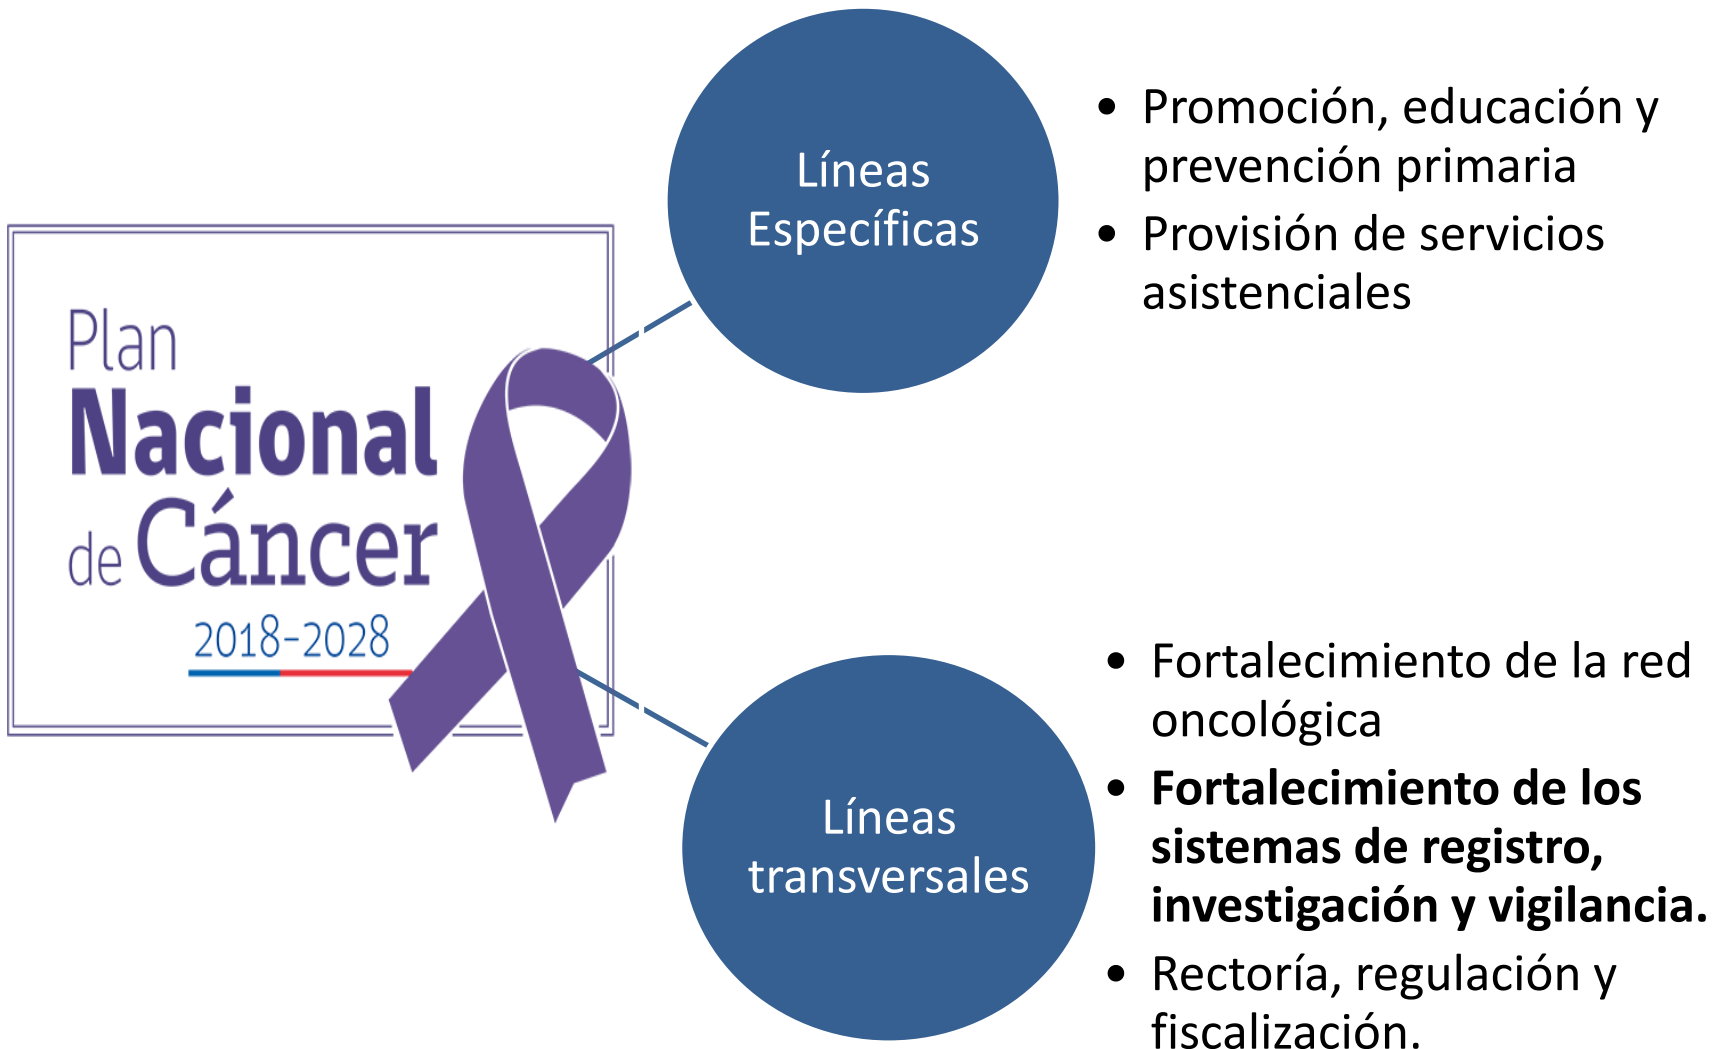 Plan
Nacional
de Cáncer
2018-2028
Líneas
Específicas
• Promoción, educación y
prevención primaria
• Provisión de servicios
asistenciales
Líneas
transversales
• Fortalecimiento de la red
oncológica
• Fortalecimiento de los
sistemas de registro,
investigación y vigilancia.
• Rectoría, regulación y
fiscalización.